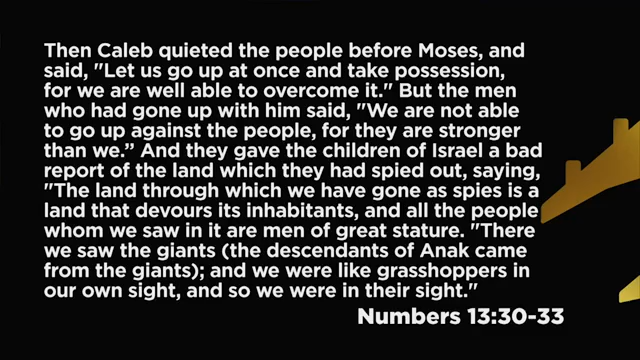 Then Caleb quieted the people before Moses, and
said, "Let us go up at once and take possession,
for we are well able to overcome it." But the men
who had gone up with him said, "We are not able
to go up against the people, for they are stronger
than we.” And they gave the children of Israel a bad
report of the land which they had spied out, saying,
"The land through which we have gone as spies is a
land that devours its inhabitants, and all the people
whom we saw in it are men of great stature. "There
we saw the giants (the descendants of Anak came
from the giants); and we were like grasshoppers in
our own sight, and so we were in their sight."
Numbers 13:30-33